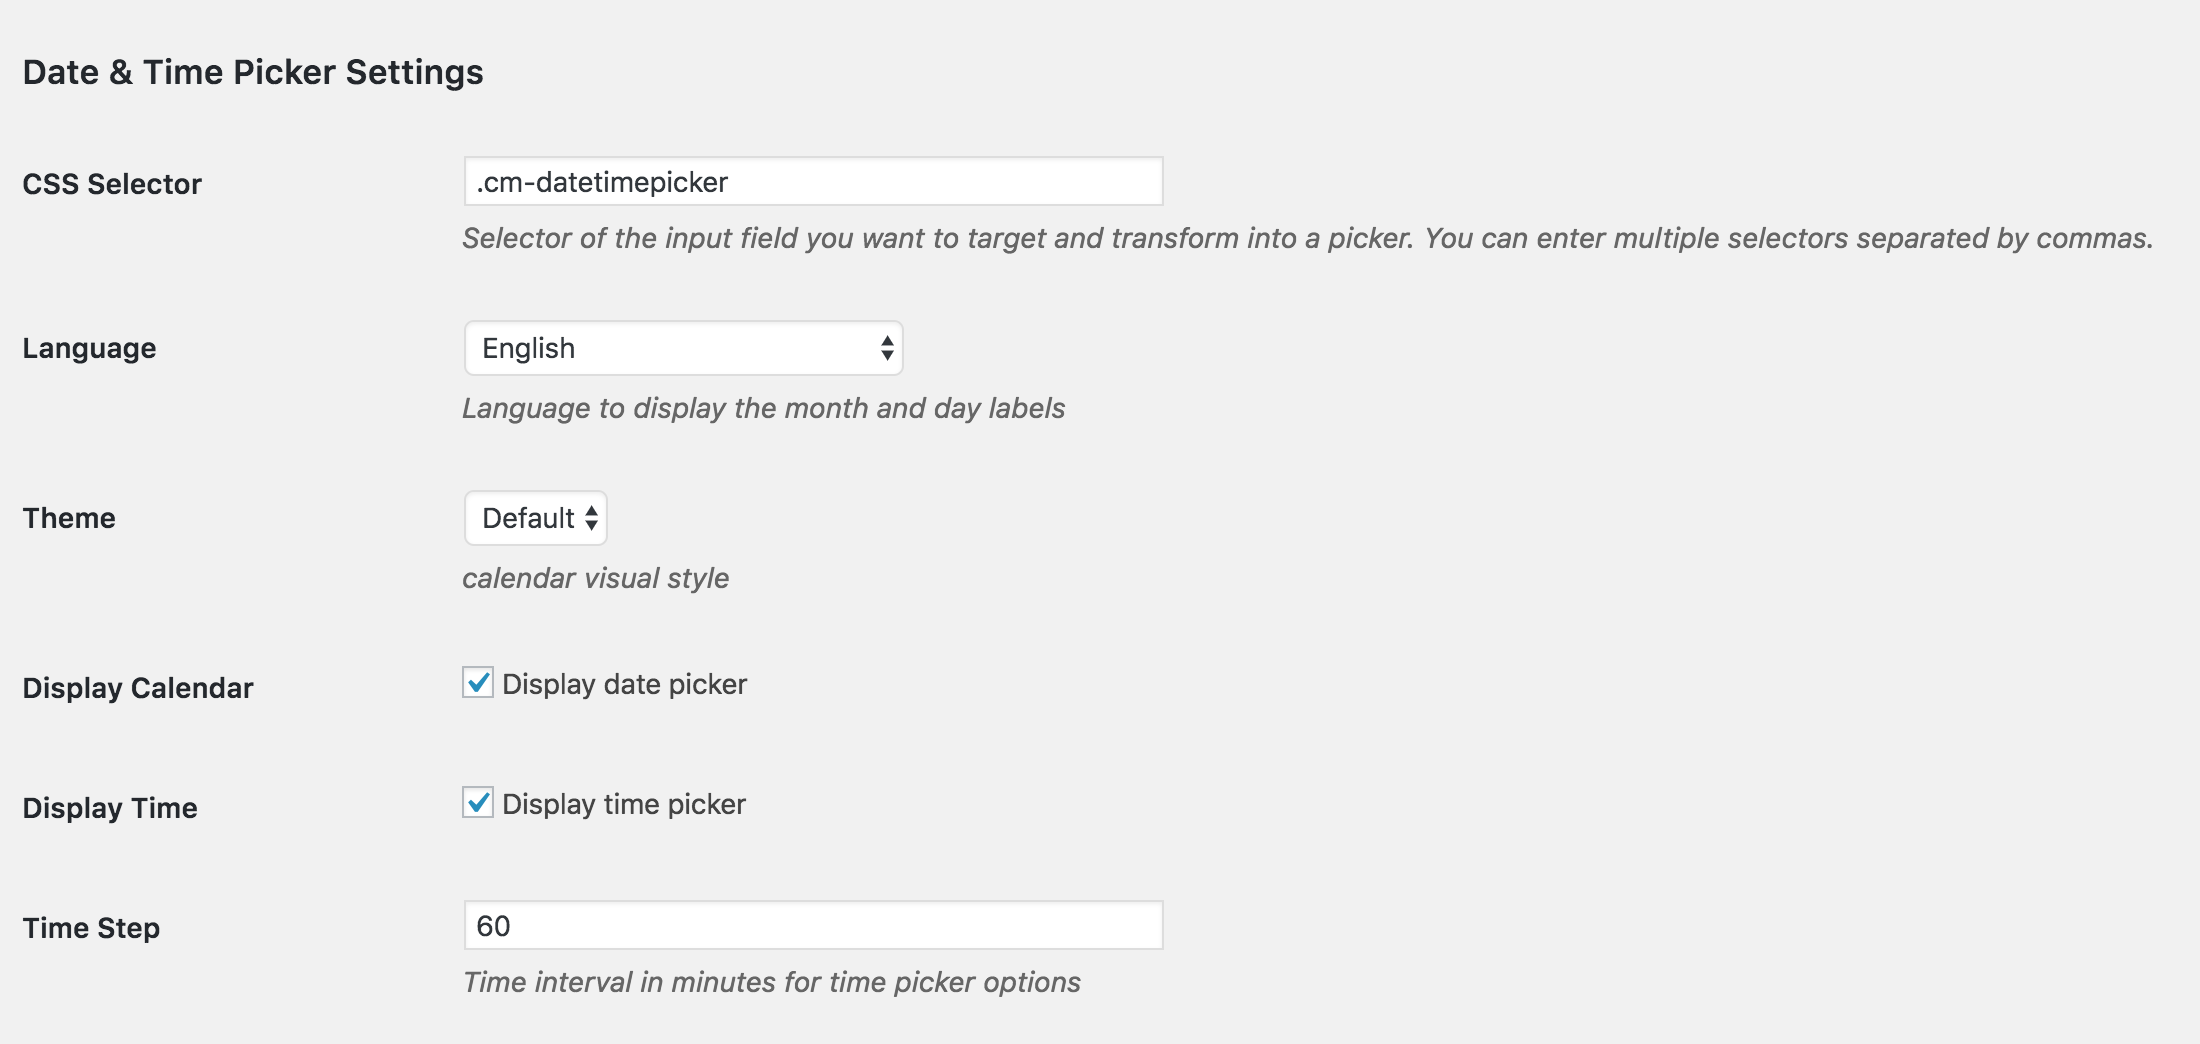 Date & Time Picker Settings
CSS Selector
.cm-datetimepicker
Selector of the input field you want to target and transform into a picker. You can enter multiple selectors separated by commas.
Language
English
Language to display the month and day labels
Theme
Default
calendar visual style
Display Calendar
Display date picker
Display Time
Display time picker
Time Step
60
Time interval in minutes for time picker options